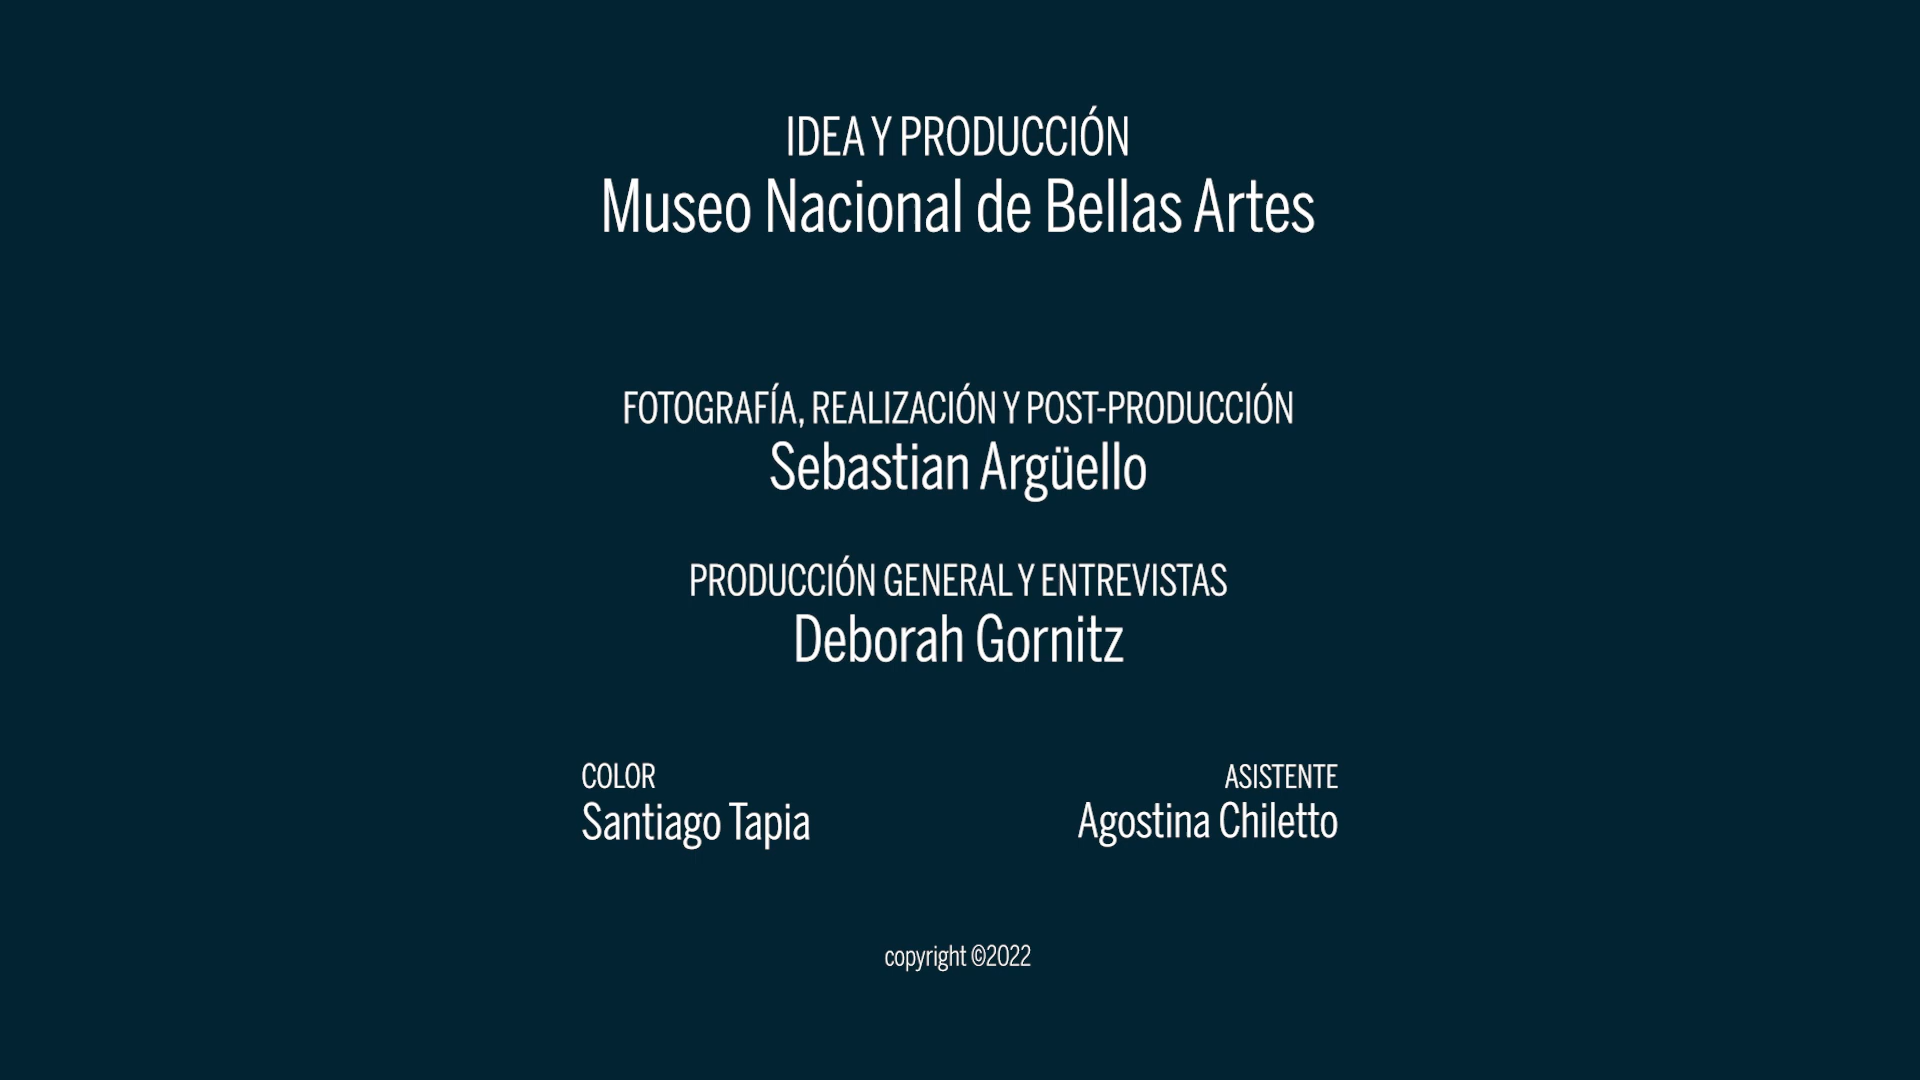 IDEA Y PRODUCCIÓN
Museo Nacional de Bellas Artes
FOTOGRAFÍA, REALIZACIÓN Y POST-PRODUCCIÓN
Sebastian Argüello
PRODUCCIÓN GENERAL Y ENTREVISTAS
Deborah Gornitz
COLOR
Santiago Tapia
ASISTENTE
Agostina Chiletto
copyright ©2022